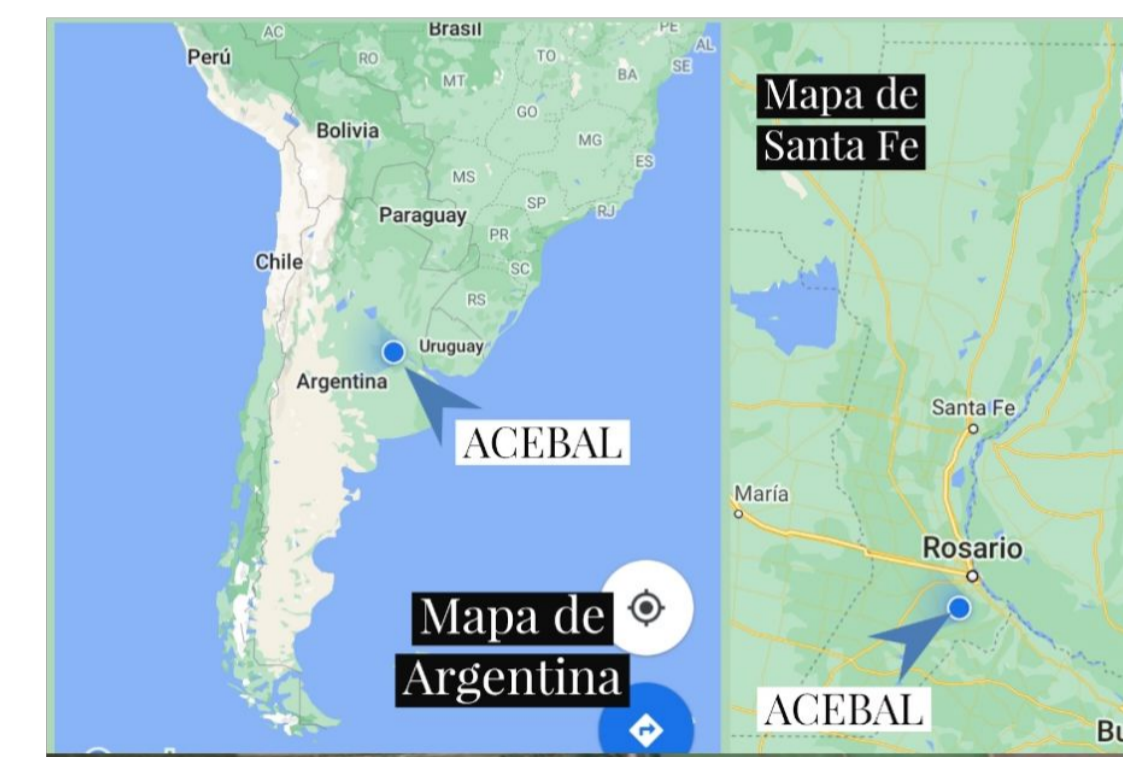 AC
Brasil
PE
Perú
RO
TO
AL
MT
BA
SE
GO
Bolivia
MG
ES
MS
SP
Paraguay
RJ
PR
Chile
SC
RS
Uruguay
Argentina
ACEBAL
Mapa de
Argentina
Mapa de
Santa Fe
Santa Fe
María
Rosario
ACEBAL
Bu